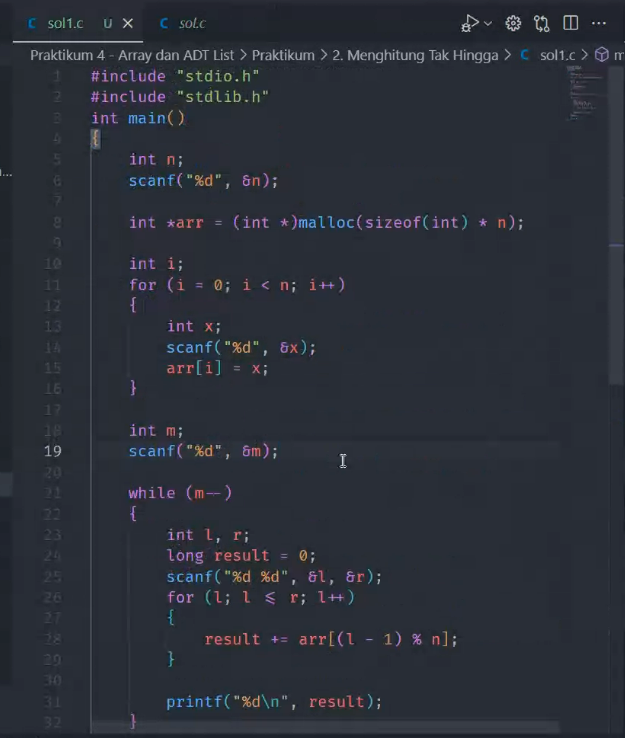 sol1.c U sol.c
Praktikum 4 - Array dan ADT List > Praktikum > 2. Menghitung Tak Hingga > C sol1.c > m
1 #include "stdio.h"
2 #include "stdlib.h"
3 int main()
4 {
5 int n;
6 scanf("%d", &n);
7
8 int *arr = (int *)malloc(sizeof(int) * n);
9
10 int i;
11 for (i = 0; i < n; i++)
12 {
13 int x;
14 scanf("%d", &x);
15 arr[i] = x;
16 }
17
18 int m;
19 scanf("%d", &m);
20
21 while (m--)
22 {
23 int l, r;
24 long result = 0;
25 scanf("%d %d", &l, &r);
26 for (l; l <= r; l++)
27 {
28 result += arr[(l - 1) % n];
29 }
30
31 printf("%d\n", result);
32 }